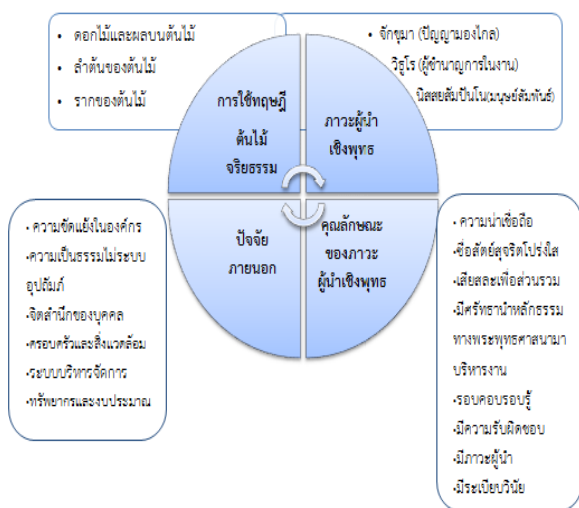 • ดอกไม้และผลบนต้นไม้
• ลำต้นของต้นไม้
• รากของต้นไม้
• จักขุมา (ปัญญามองไกล)
วิธูโร (ผู้ชำนาญการในงาน)
นิสสยสัมปันโน(มนุษย์สัมพันธ์)
การใช้ทฤษฎี
ต้นไม้
จริยธรรม
ภาวะผู้นำ
เชิงพุทธ
ปัจจัย
ภายนอก
คุณลักษณะ
ของภาวะ
ผู้นำเชิงพุทธ
•ความขัดแย้งในองค์กร
•ความเป็นธรรมไม่ระบบ
อุปถัมภ์
•จิตสำนึกของบุคคล
•ครอบครัวและสิ่งแวดล้อม
•ระบบบริหารจัดการ
•ทรัพยากรและงบประมาณ
•ความน่าเชื่อถือ
•ซื่อสัตย์สุจริตโปร่งใส
•เสียสละเพื่อส่วนรวม
•มีศรัทธานำหลักธรรม
ทางพระพุทธศาสนามา
บริหารงาน
•รอบคอบรอบรู้
•มีความรับผิดชอบ
•มีภาวะผู้นำ
•มีระเบียบวินัย